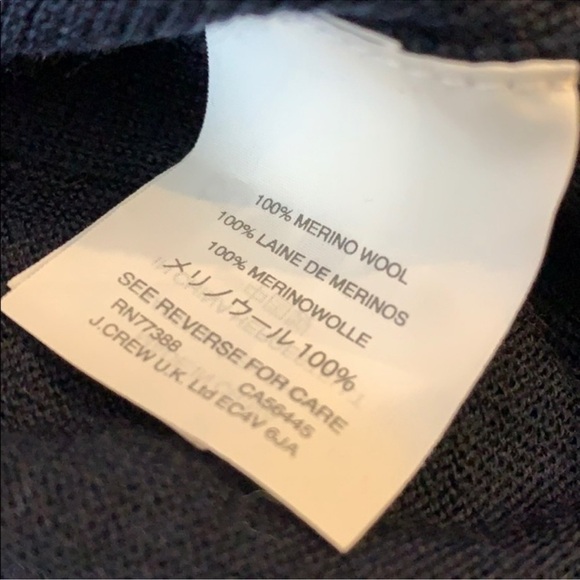 100% MERINO WOOL
100% LAINE DE MERINOS
100% MERINOWOLLE
メリノウール 100%
SEE REVERSE FOR CARE
RN77388 CA56445
J.CREW U.K. Ltd EC4V 6JA